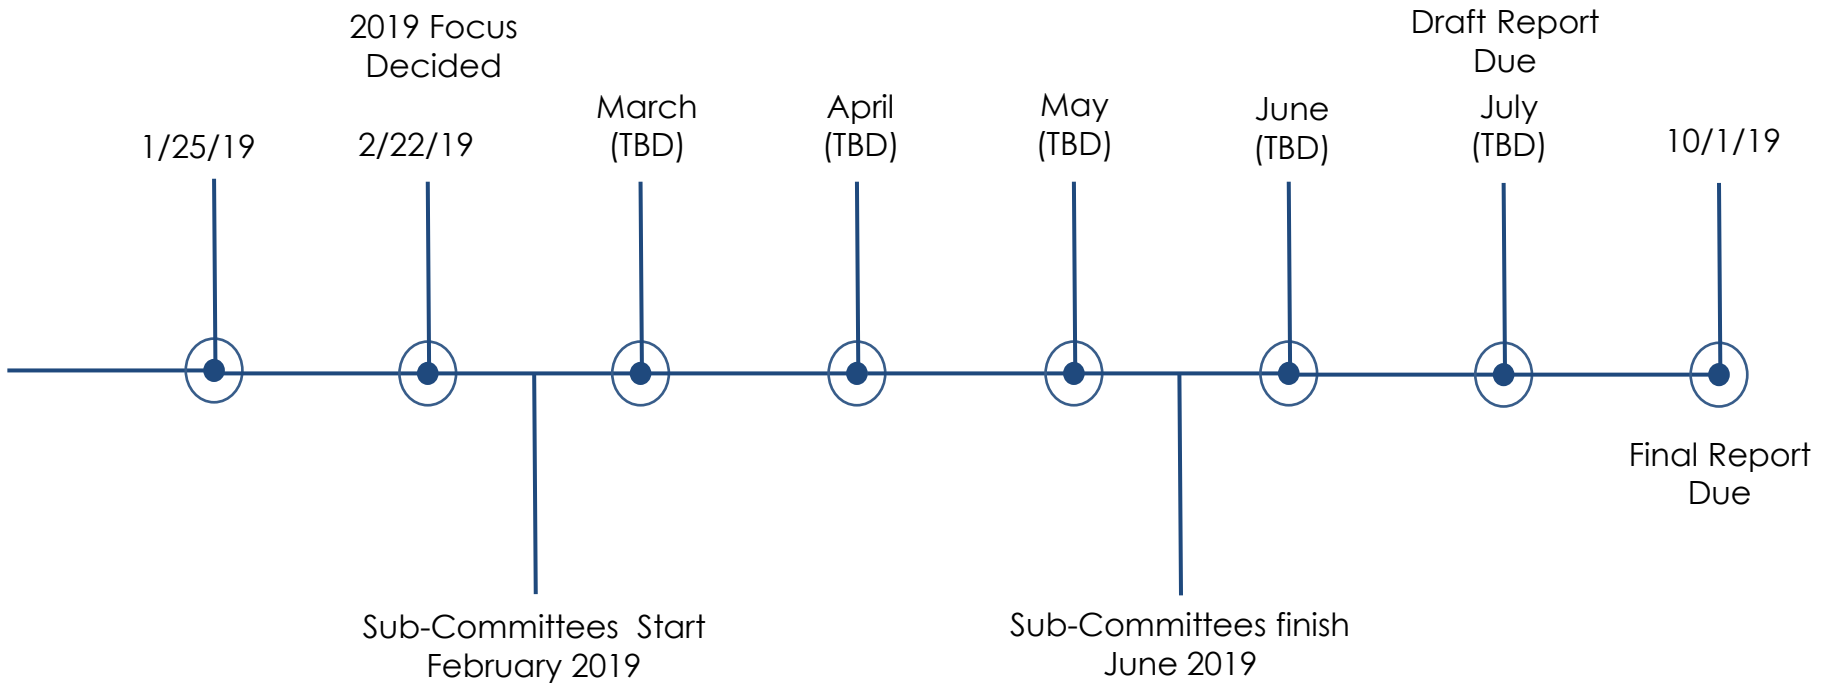 2019 Focus
Decided
Draft Report
Due
1/25/19
2/22/19
March
(TBD)
April
(TBD)
May
(TBD)
June
(TBD)
July
(TBD)
10/1/19
Final Report
Due
Sub-Committees  Start
February 2019
Sub-Committees finish
June 2019